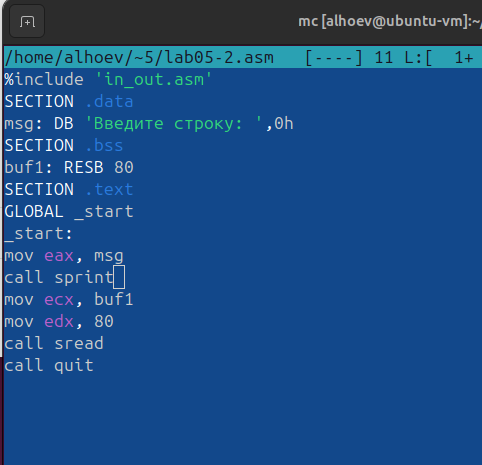 mc [alhoev@ubuntu-vm]:~/
/home/alhoev/~5/lab05-2.asm [----] 11 L:[ 1+
%include 'in_out.asm'
SECTION .data
msg: DB 'Введите строку: ',0h
SECTION .bss
buf1: RESB 80
SECTION .text
GLOBAL _start
_start:
mov eax, msg
call sprint
mov ecx, buf1
mov edx, 80
call sread
call quit